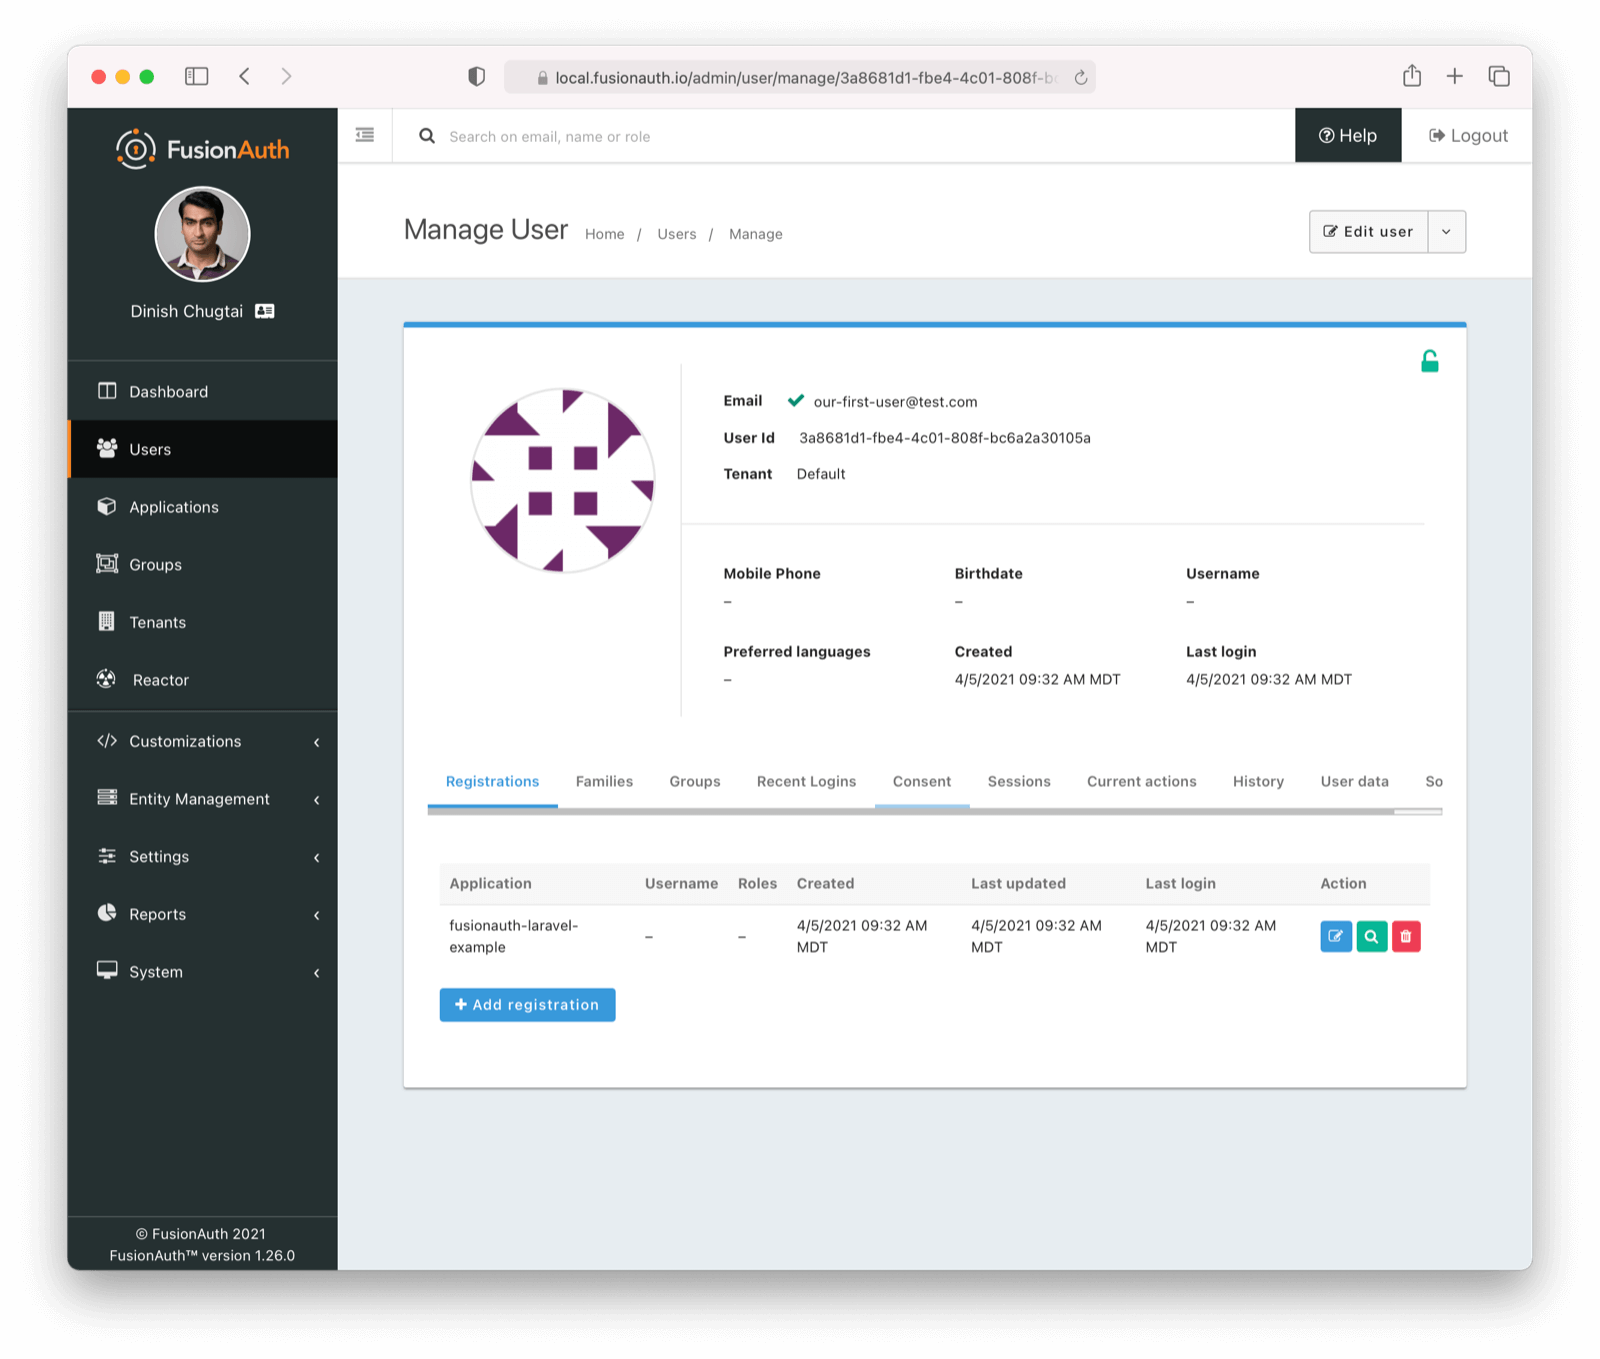 local.fusionauth.io/admin/user/manage/3a8681d1-fbe4-4c01-808f-bc
FusionAuth
Dinish Chugtai
Dashboard
Users
Applications
Groups
Tenants
Reactor
Customizations
Entity Management
Settings
Reports
System
© FusionAuth 2021
FusionAuth™ version 1.26.0
Search on email, name or role
Help
Logout
Manage User Home / Users / Manage
Edit user
Email our-first-user@test.com
User Id 3a8681d1-fbe4-4c01-808f-bc6a2a30105a
Tenant Default
Mobile Phone Birthdate Username
– – –
Preferred languages Created Last login
– 4/5/2021 09:32 AM MDT 4/5/2021 09:32 AM MDT
Registrations Families Groups Recent Logins Consent Sessions Current actions History User data So
Application Username Roles Created Last updated Last login Action
fusionauth-laravel- 4/5/2021 09:32 AM 4/5/2021 09:32 AM 4/5/2021 09:32 AM
– –
example MDT MDT MDT
+ Add registration